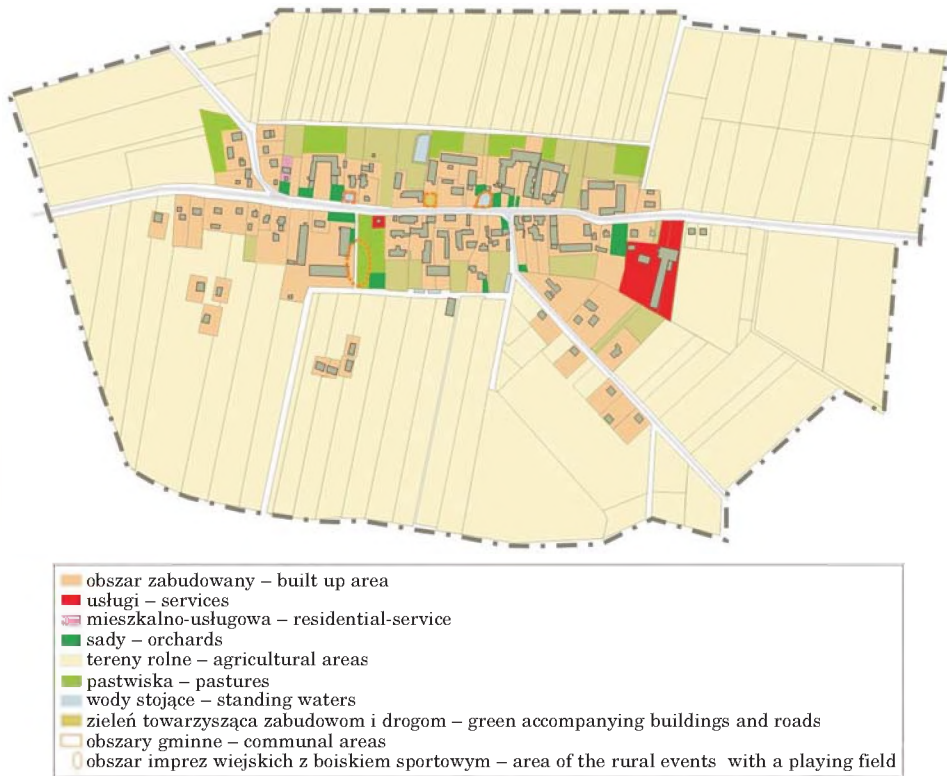 obszar zabudowany – built up area
usługi – services
mieszkalno-usługowa – residential-service
sady – orchards
tereny rolne – agricultural areas
pastwiska – pastures
wody stojące – standing waters
zieleń towarzysząca zabudowom i drogom – green accompanying buildings and roads
obszary gminne – communal areas
obszar imprez wiejskich z boiskiem sportowym – area of the rural events with a playing field